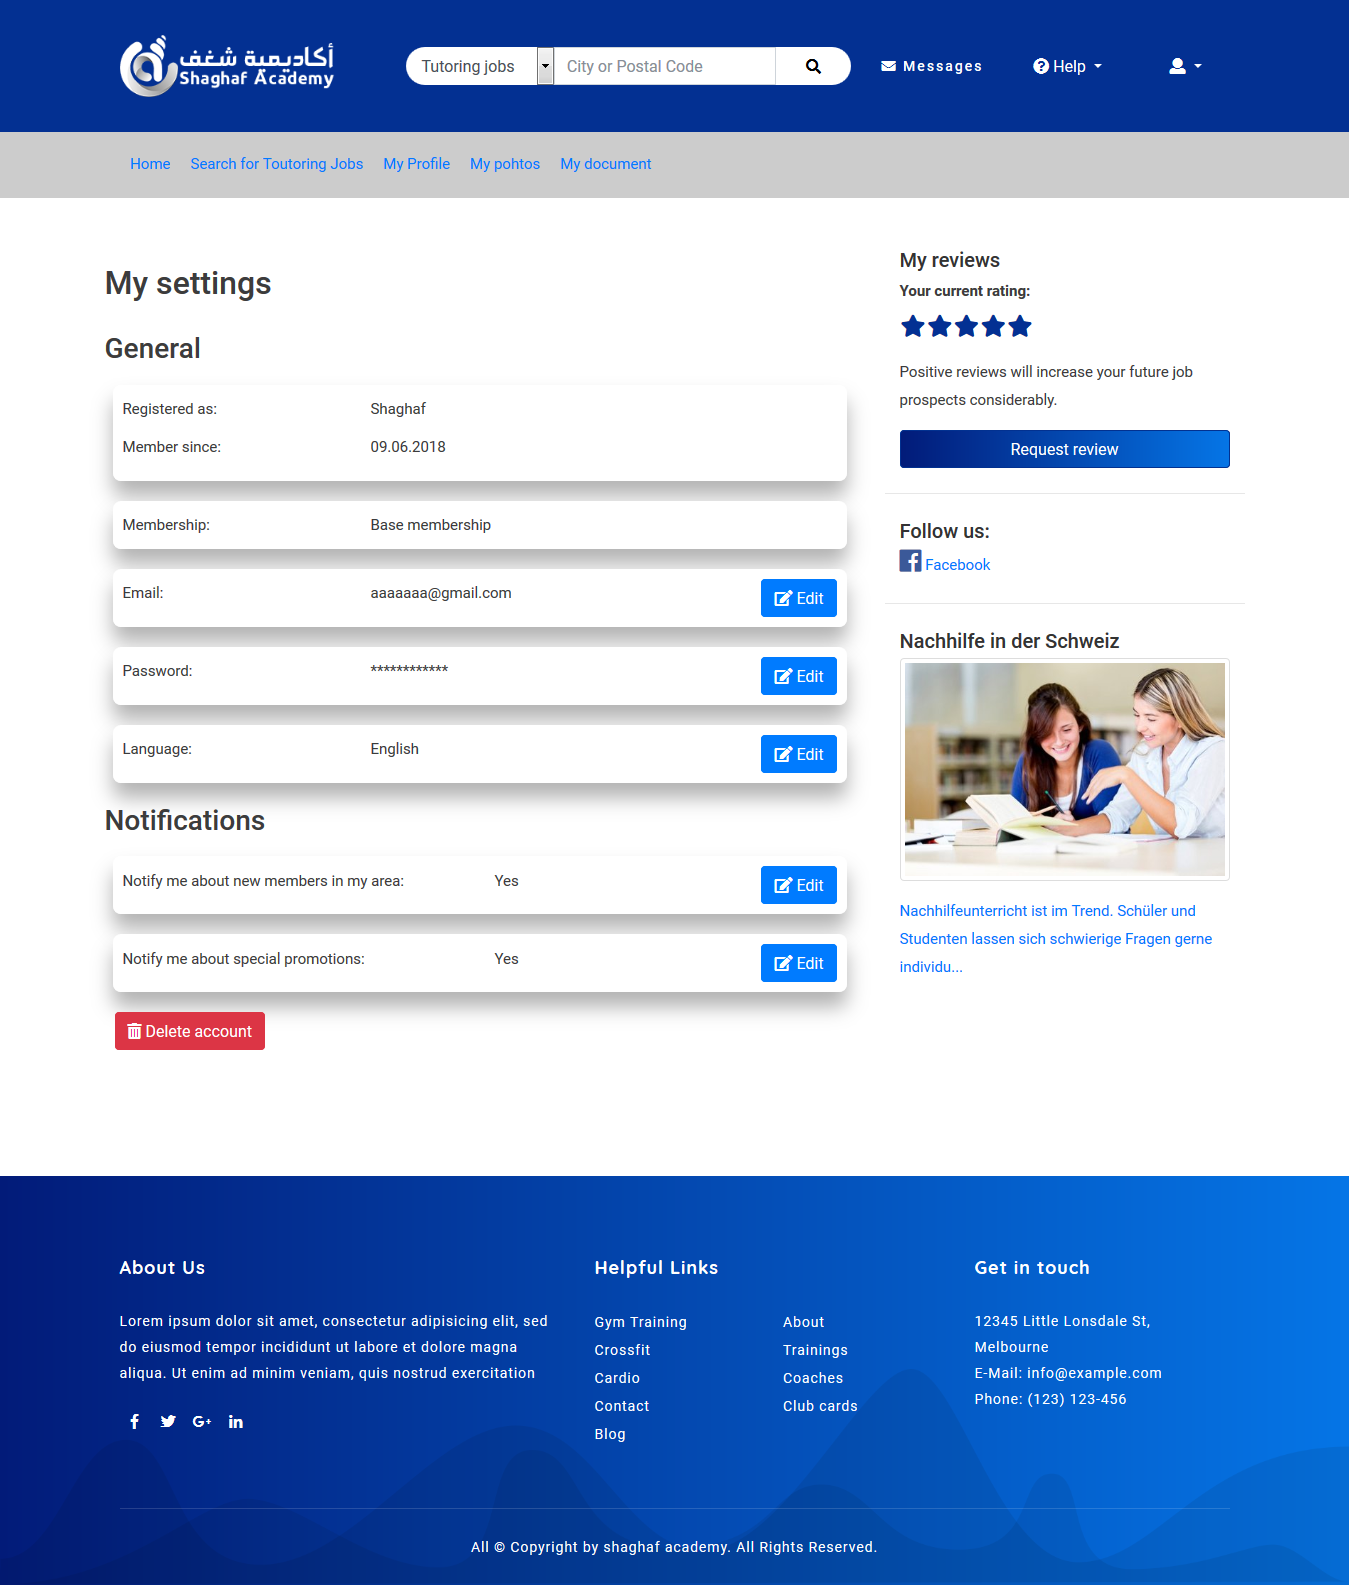 أكاديمية شغف
Shaghaf Academy
Tutoring jobs
City or Postal Code
Messages
Help
Home Search for Toutoring Jobs My Profile My pohtos My document
My settings
General
Registered as: Shaghaf
Member since: 09.06.2018
Membership: Base membership
Email: aaaaaaa@gmail.com Edit
Password: ************ Edit
Language: English Edit
Notifications
Notify me about new members in my area: Yes Edit
Notify me about special promotions: Yes Edit
Delete account
My reviews
Your current rating:
Positive reviews will increase your future job
prospects considerably.
Request review
Follow us:
Facebook
Nachhilfe in der Schweiz
Nachhilfeunterricht ist im Trend. Schüler und
Studenten lassen sich schwierige Fragen gerne
individu...
About Us
Lorem ipsum dolor sit amet, consectetur adipisicing elit, sed
do eiusmod tempor incididunt ut labore et dolore magna
aliqua. Ut enim ad minim veniam, quis nostrud exercitation
Helpful Links
Gym Training
Crossfit
Cardio
Contact
Blog
About
Trainings
Coaches
Club cards
Get in touch
12345 Little Lonsdale St,
Melbourne
E-Mail: info@example.com
Phone: (123) 123-456
All © Copyright by shaghaf academy. All Rights Reserved.